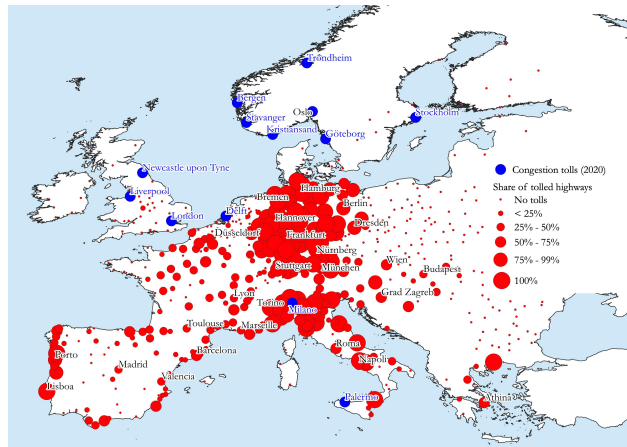 Trondheim
Bergen
Oslo
Stavanger
Stockholm
Kristiansand
Göteborg
Newcastle upon Tyne
Congestion tolls (2020)
Share of tolled highways
Liverpool
Hamburg
No tolls
Bremen
Berlin
< 25%
London
Delft
Hannover
25% - 50%
Dresden
Düsseldorf
Frankfurt
50% - 75%
Nürnberg
75% - 99%
Wien
Stuttgart
München
Budapest
100%
Lyon
Grad Zagreb
Torino
Milano
Toulouse
Marseille
Roma
Porto
Barcelona
Madrid
Napoli
Valencia
Lisboa
Palermo
Athina